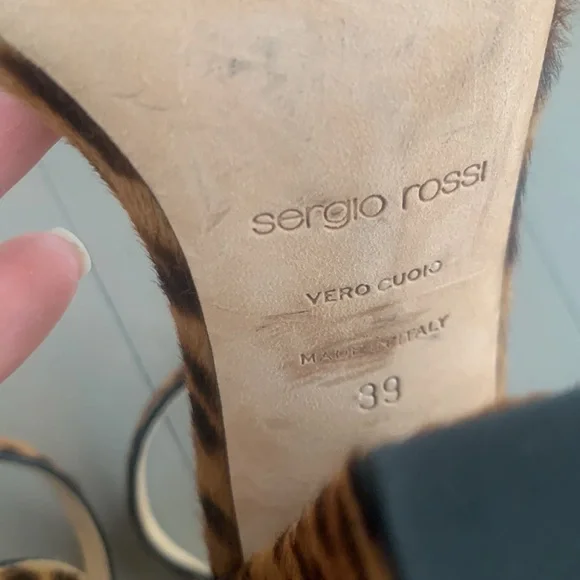 sergio rossi
VERO CUOIO
MADE IN ITALY
39